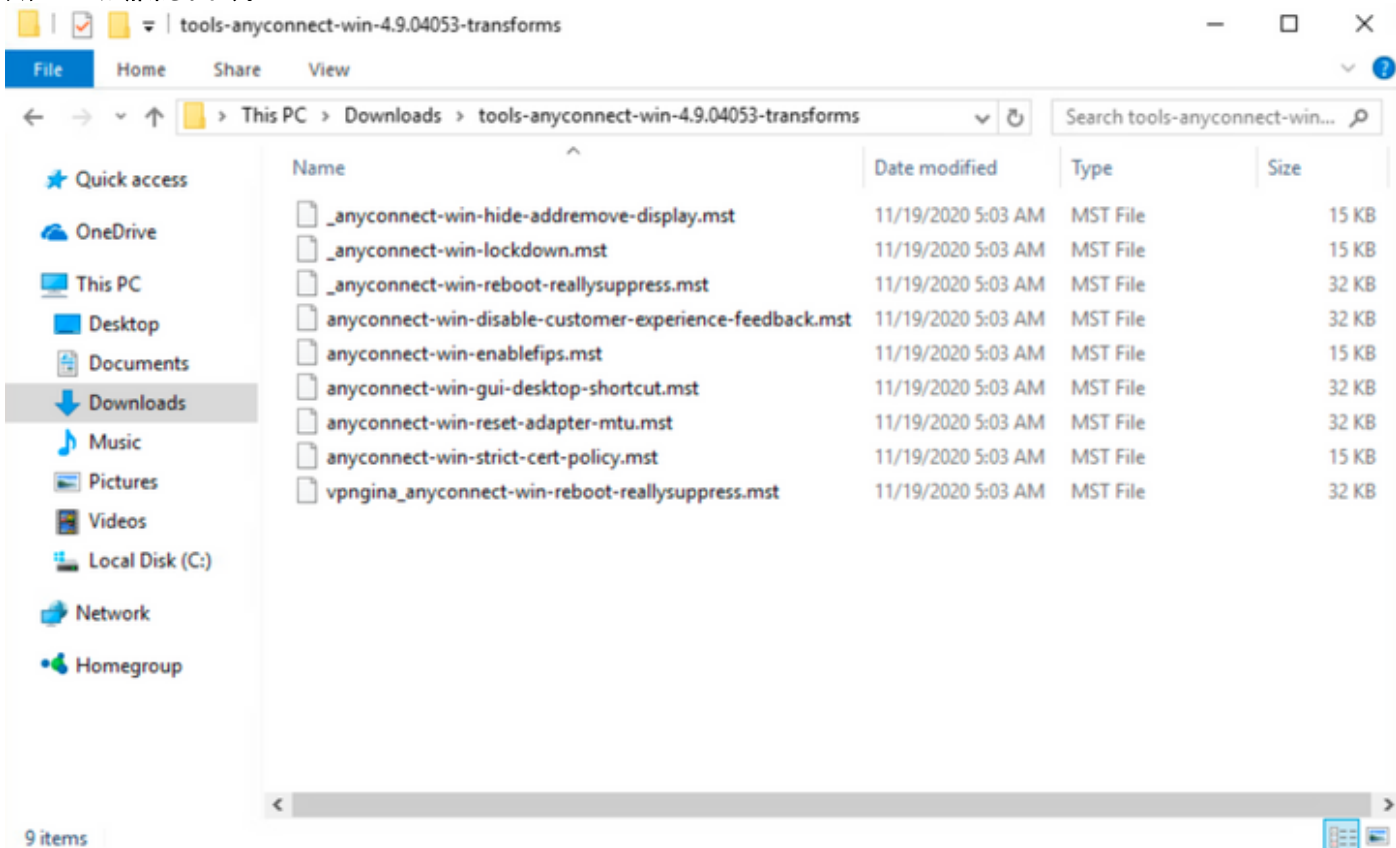 tools-anyconnect-win-4.9.04053-transforms
File Home Share View
This PC > Downloads > tools-anyconnect-win-4.9.04053-transforms Search tools-anyconnect-win...
Name Date modified Type Size
Quick access
OneDrive
This PC
Desktop
Documents
Downloads
Music
Pictures
Videos
Local Disk (C:)
Network
Homegroup
_anyconnect-win-hide-addremove-display.mst 11/19/2020 5:03 AM MST File 15 KB
_anyconnect-win-lockdown.mst 11/19/2020 5:03 AM MST File 15 KB
_anyconnect-win-reboot-reallysuppress.mst 11/19/2020 5:03 AM MST File 32 KB
anyconnect-win-disable-customer-experience-feedback.mst 11/19/2020 5:03 AM MST File 32 KB
anyconnect-win-enablefips.mst 11/19/2020 5:03 AM MST File 15 KB
anyconnect-win-gui-desktop-shortcut.mst 11/19/2020 5:03 AM MST File 32 KB
anyconnect-win-reset-adapter-mtu.mst 11/19/2020 5:03 AM MST File 32 KB
anyconnect-win-strict-cert-policy.mst 11/19/2020 5:03 AM MST File 15 KB
vpngina_anyconnect-win-reboot-reallysuppress.mst 11/19/2020 5:03 AM MST File 32 KB
9 items